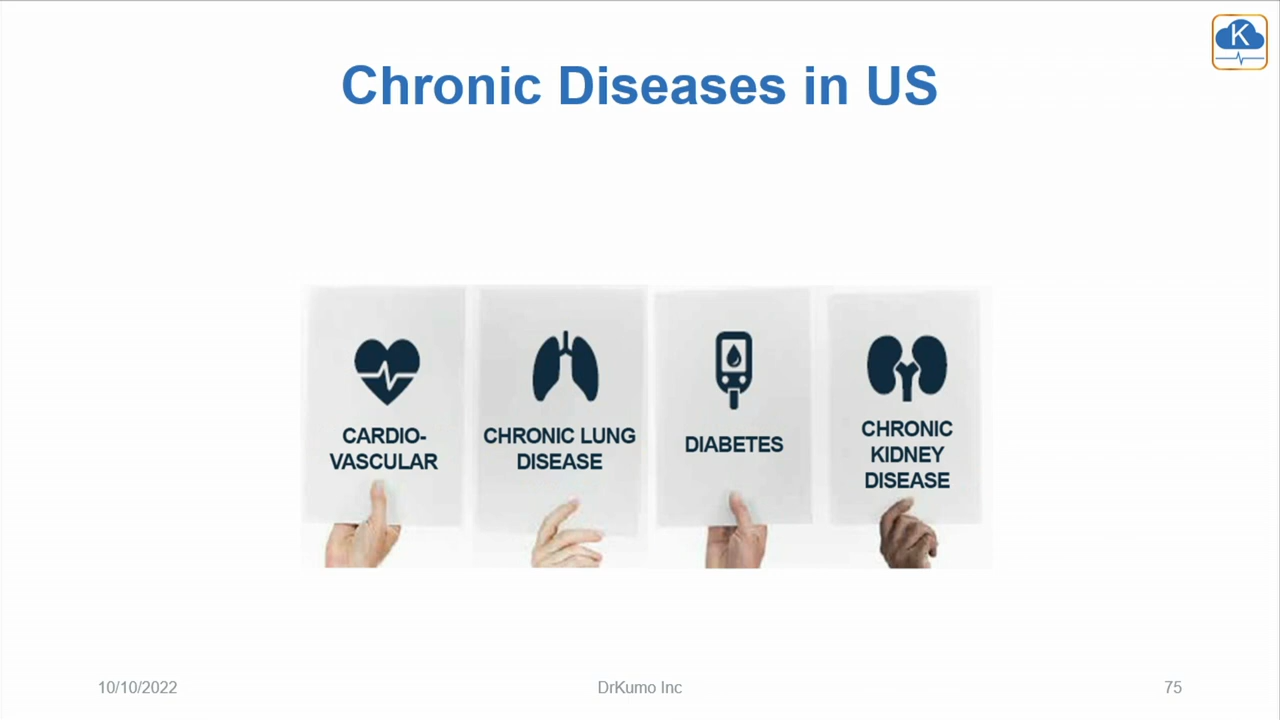 K
Chronic Diseases in US
CARDIO-
VASCULAR
CHRONIC LUNG
DISEASE
DIABETES
CHRONIC
KIDNEY
DISEASE
10/10/2022
DrKumo Inc
75